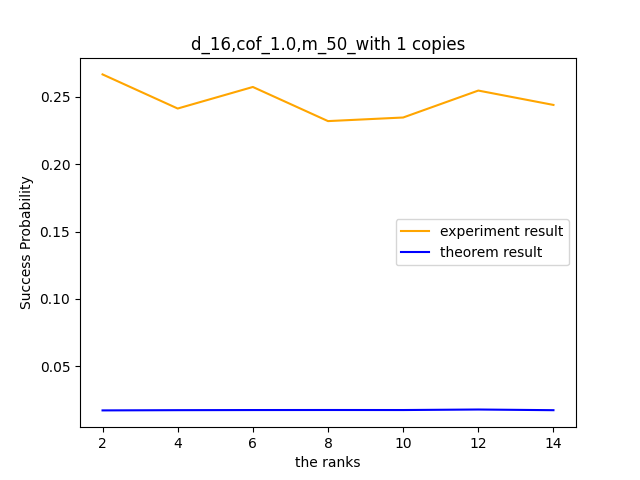 d_16,cof_1.0,m_50_with 1 copies
Success Probability
0.25
0.20
0.15
0.10
0.05
experiment result
theorem result
2 4 6 8 10 12 14
the ranks